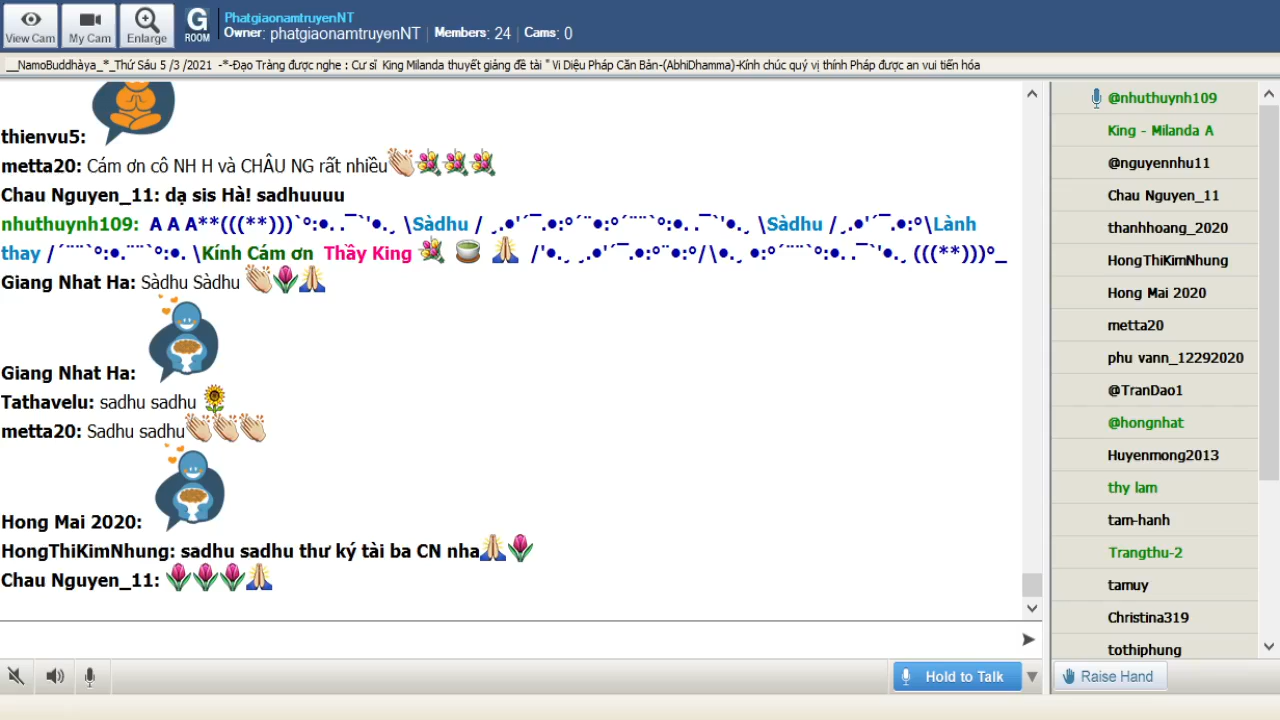 View Cam
My Cam
Enlarge
G
ROOM
PhatgiaonamtruyenNT
Owner: phatgiaonamtruyenNT | Members: 24 | Cams: 0
__NamoBuddhàya_*_Thứ Sáu 5 /3 /2021 -*-Đạo Tràng được nghe : Cư sĩ King Milanda thuyết giảng đề tài " Vi Diệu Pháp Căn Bản-(AbhiDhamma)-Kính chúc quý vị thính Pháp được an vui tiến hóa
thienvu5:
metta20: Cám ơn cô NH H và CHÂU NG rất nhiều
Chau Nguyen_11: dạ sis Hà! sadhuuuu
nhuthuynh109: A A A**(((**)))`°:•. .¯`'•.¸ \Sàdhu / ¸.•'´¯.•:°´¨•:°´¨¨`°:•. .¯`'•.¸ \Sàdhu /¸.•'´¯.•:°\Lành
thay /´¨¨`°:•.¨¨`°:•. \Kính Cám ơn Thầy King /'•.¸ ¸.•'´¯.•:°¨•:°/\•.¸ •:°´¨¨`°:•. .¯`'•.¸ (((**)))°_
Giang Nhat Ha: Sàdhu Sàdhu
Giang Nhat Ha:
Tathavelu: sadhu sadhu
metta20: Sadhu sadhu
Hong Mai 2020:
HongThiKimNhung: sadhu sadhu thư ký tài ba CN nha
Chau Nguyen_11:
Hold to Talk
@nhuthuynh109
King - Milanda A
@nguyennhu11
Chau Nguyen_11
thanhhoang_2020
HongThiKimNhung
Hong Mai 2020
metta20
phu vann_12292020
@TranDao1
@hongnhat
Huyenmong2013
thy lam
tam-hanh
Trangthu-2
tamuy
Christina319
tothiphung
Raise Hand